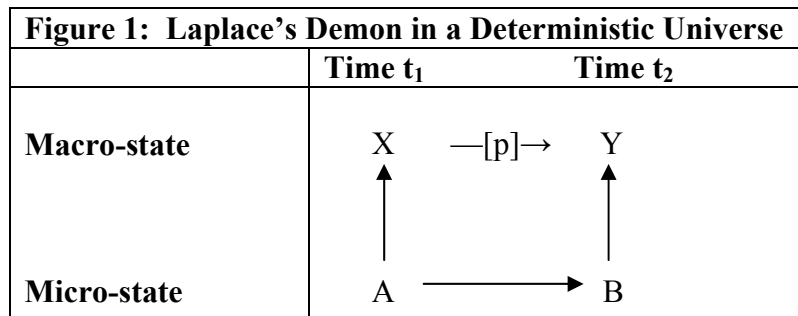 Figure 1: Laplace’s Demon in a Deterministic Universe
Time t₁ Time t₂
Macro-state X —[p]→ Y
Micro-state A B